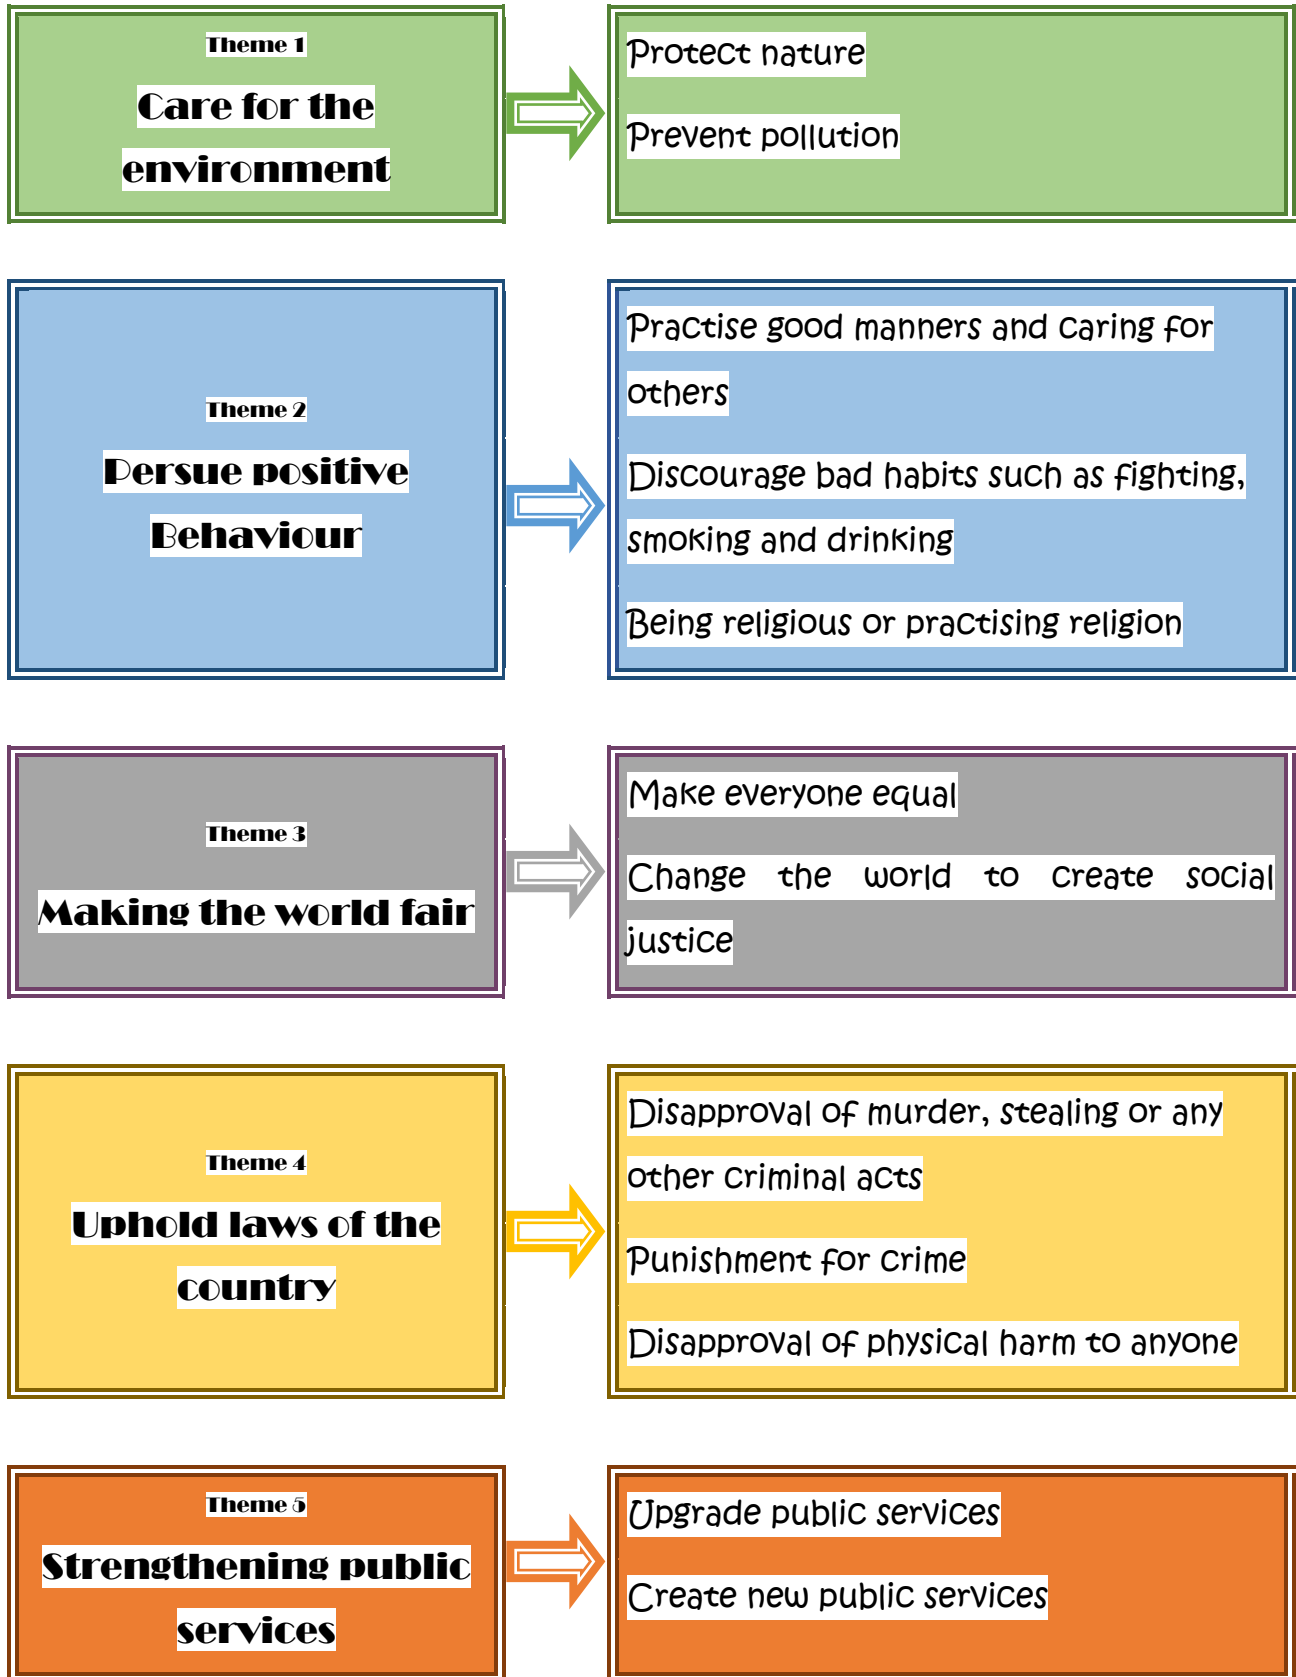 Theme 1
Care for the
environment
Protect nature
Prevent pollution
Theme 2
Persue positive
Behaviour
Practise good manners and caring for
others
Discourage bad habits such as fighting,
smoking and drinking
Being religious or practising religion
Theme 3
Making the world fair
Make everyone equal
Change the world to create social
justice
Theme 4
Uphold laws of the
country
Disapproval of murder, stealing or any
other criminal acts
Punishment for crime
Disapproval of physical harm to anyone
Theme 5
Strengthening public
services
Upgrade public services
Create new public services